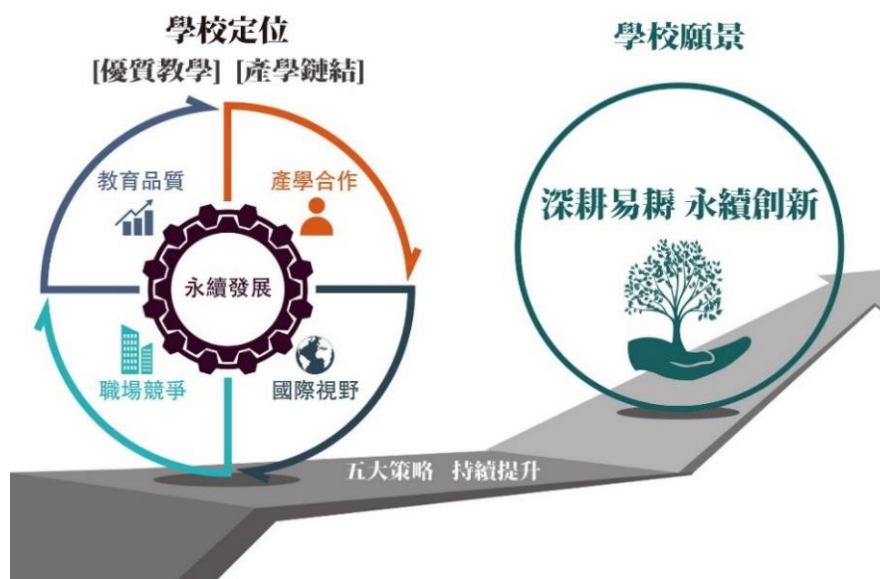 學校定位
[優質教學] [產學鏈結]
教育品質
產學合作
永續發展
職場競爭
國際視野
學校願景
深耕易耨 永續創新
五大策略 持續提升